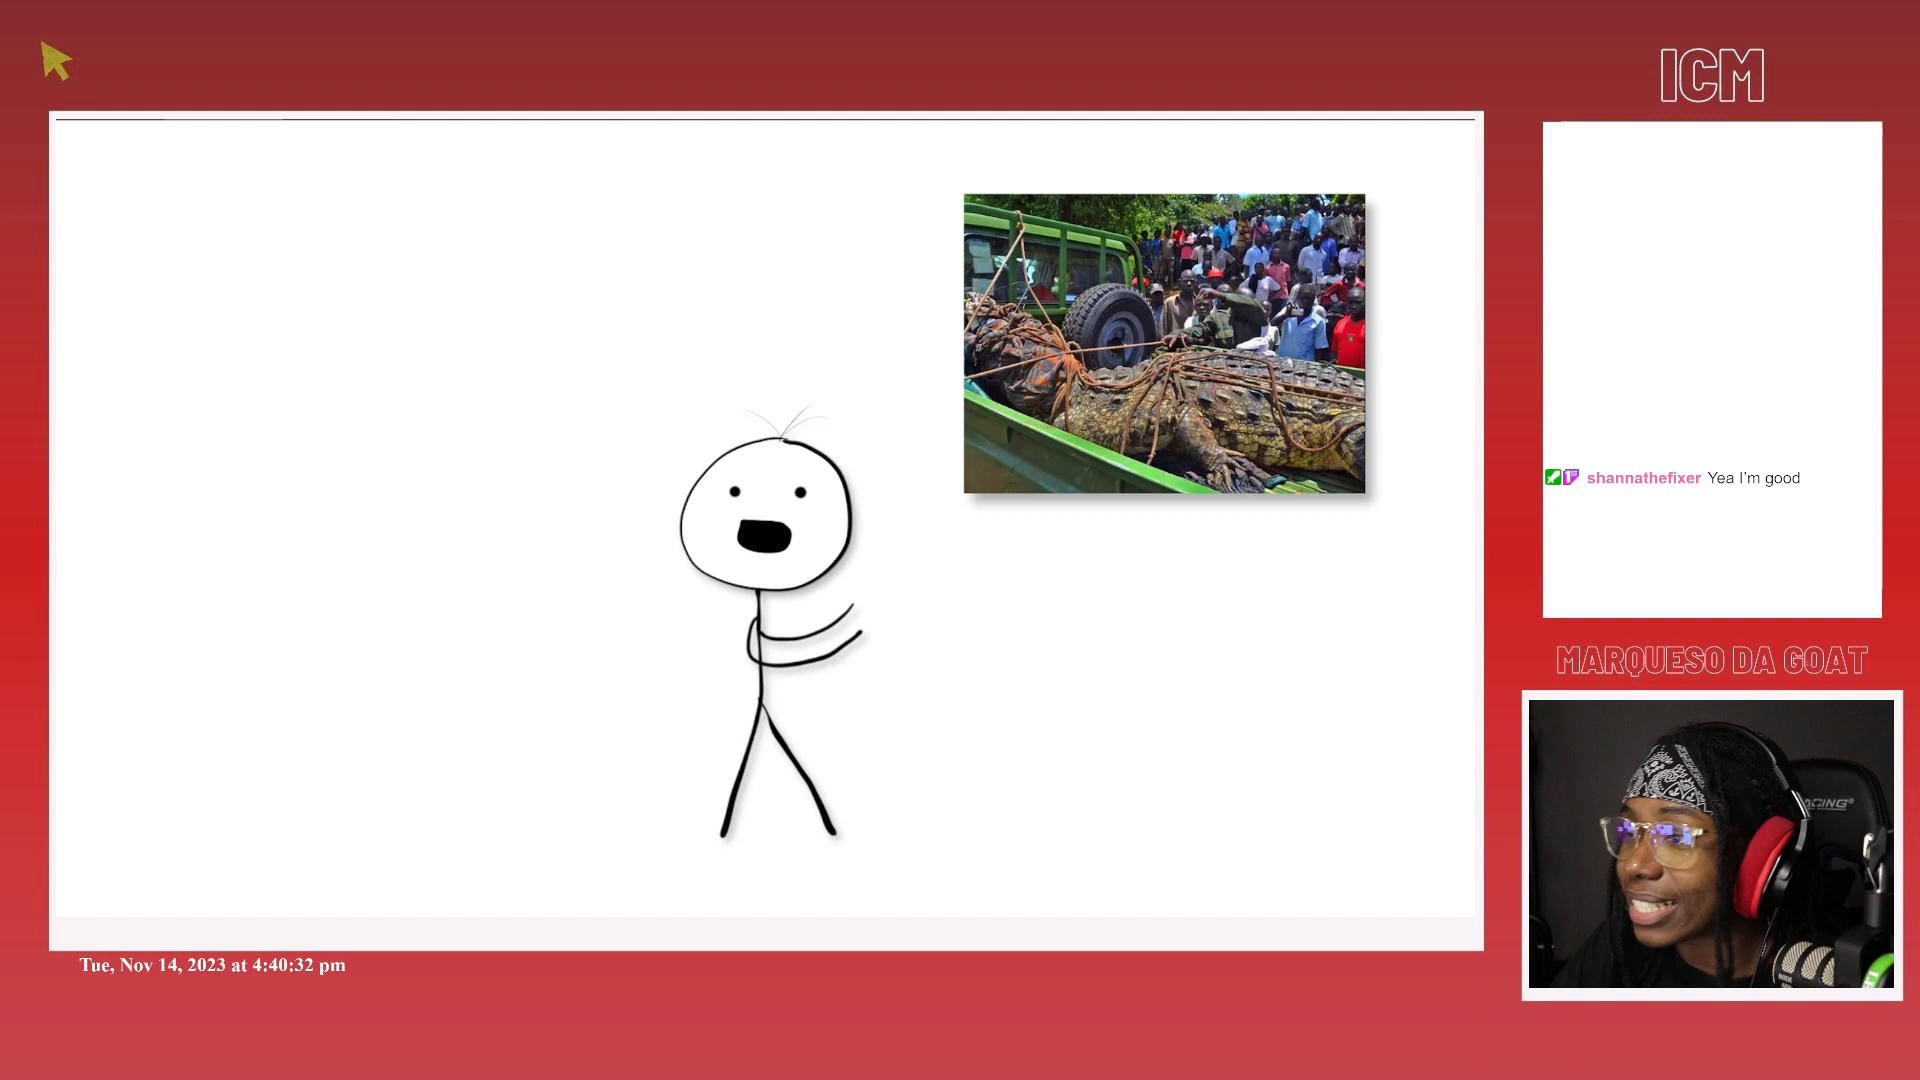 ICM
shannathefixer Yea I'm good
MARQUESO DA GOAT
Tue, Nov 14, 2023 at 4:40:32 pm